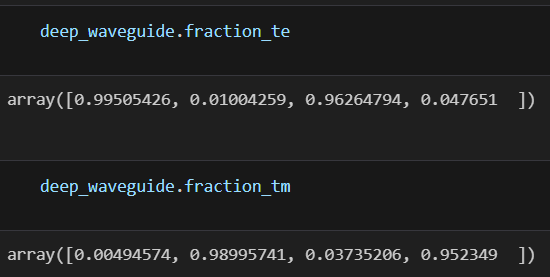 deep_waveguide.fraction_te
array([0.99505426, 0.01004259, 0.96264794, 0.047651  ])
deep_waveguide.fraction_tm
array([0.00494574, 0.98995741, 0.03735206, 0.952349  ])